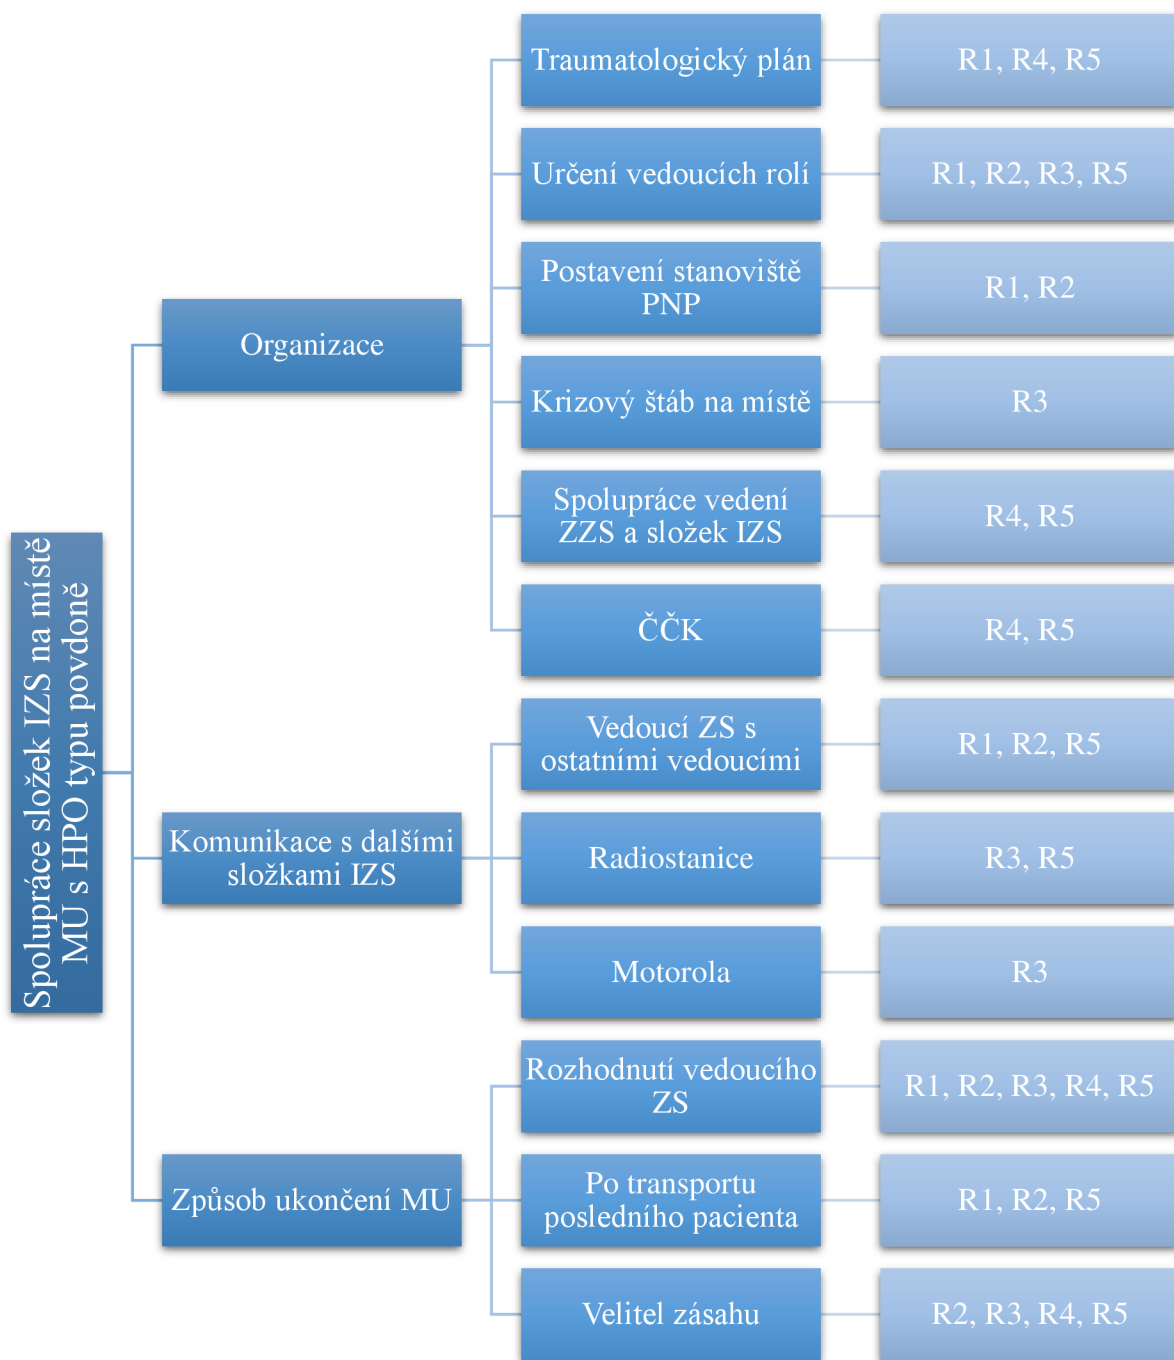 Spolupráce složek IZS na místě
MU s HPO typu povdoně
Organizace
Traumatologický plán
R1, R4, R5
Určení vedoucích rolí
R1, R2, R3, R5
Postavení stanoviště
PNP
R1, R2
Krizový štáb na místě
R3
Spolupráce vedení
ZZS a složek IZS
R4, R5
ČČK
R4, R5
Komunikace s dalšími
složkami IZS
Vedoucí ZS s
ostatními vedoucími
R1, R2, R5
Radiostanice
R3, R5
Motorola
R3
Způsob ukončení MU
Rozhodnutí vedoucího
ZS
R1, R2, R3, R4, R5
Po transportu
posledního pacienta
R1, R2, R5
Velitel zásahu
R2, R3, R4, R5